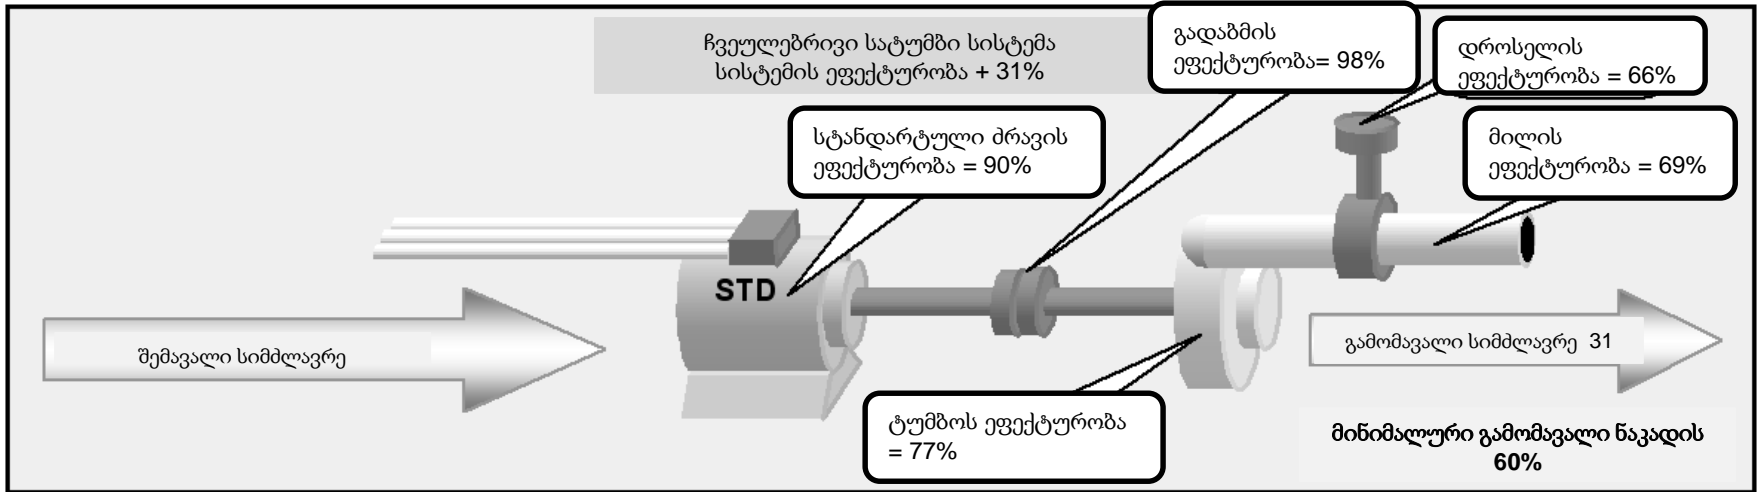 ჩვეულებრივი სატუმბი სისტემა
სისტემის ეფექტურობა + 31%
გადაბმის
ეფექტურობა= 98%
დროსელის
ეფექტურობა = 66%
სტანდარტული ძრავის
ეფექტურობა = 90%
მილის
ეფექტურობა = 69%
STD
შემავალი სიმძლავრე
გამომავალი სიმძლავრე 31
ტუმბოს ეფექტურობა
= 77%
მინიმალური გამომავალი ნაკადის
60%